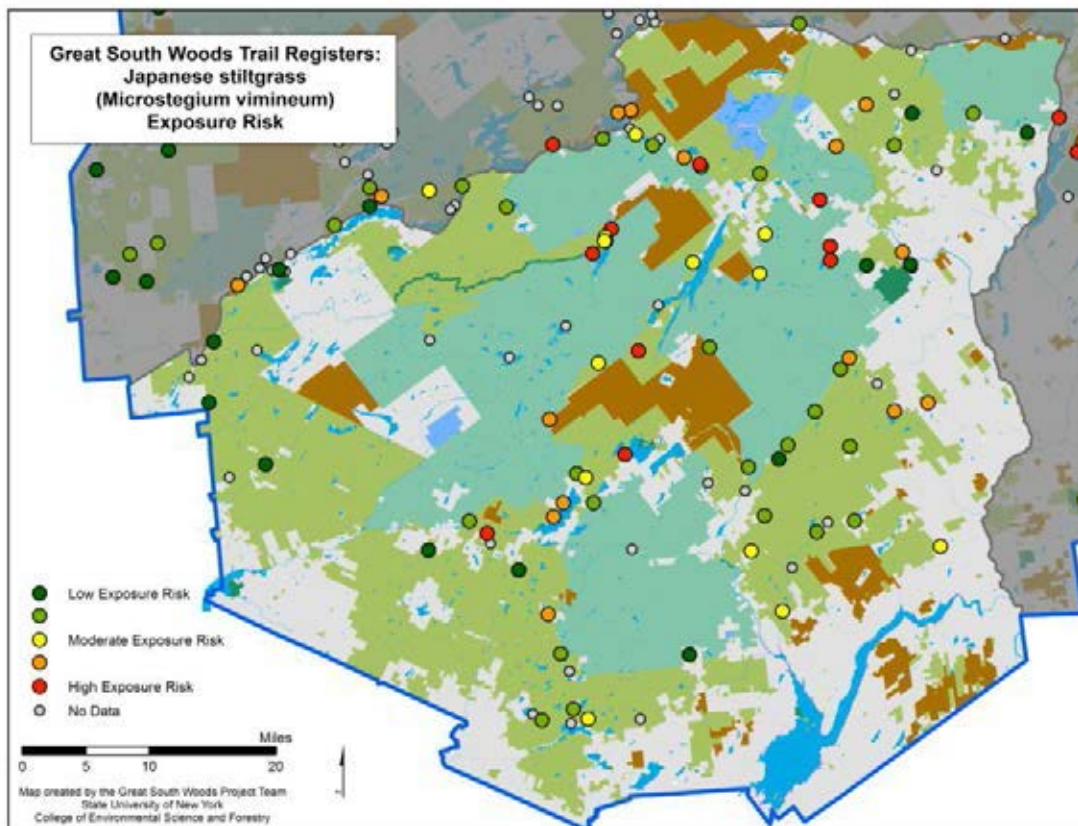 Great South Woods Trail Registers:
Japanese stiltgrass
(Microstegium vimineum)
Exposure Risk
Low Exposure Risk
Moderate Exposure Risk
High Exposure Risk
No Data
Miles
0 5 10 20
Map created by the Great South Woods Project Team
State University of New York
College of Environmental Science and Forestry